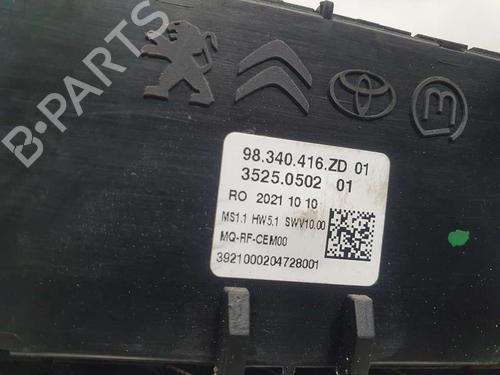 B-PARTS
98.340.416.ZD 01
3525.0502 01
RO 2021 10 10
MS1.1 HW5.1 SWV10.00
MQ-RF-CEM00
3921000204728001